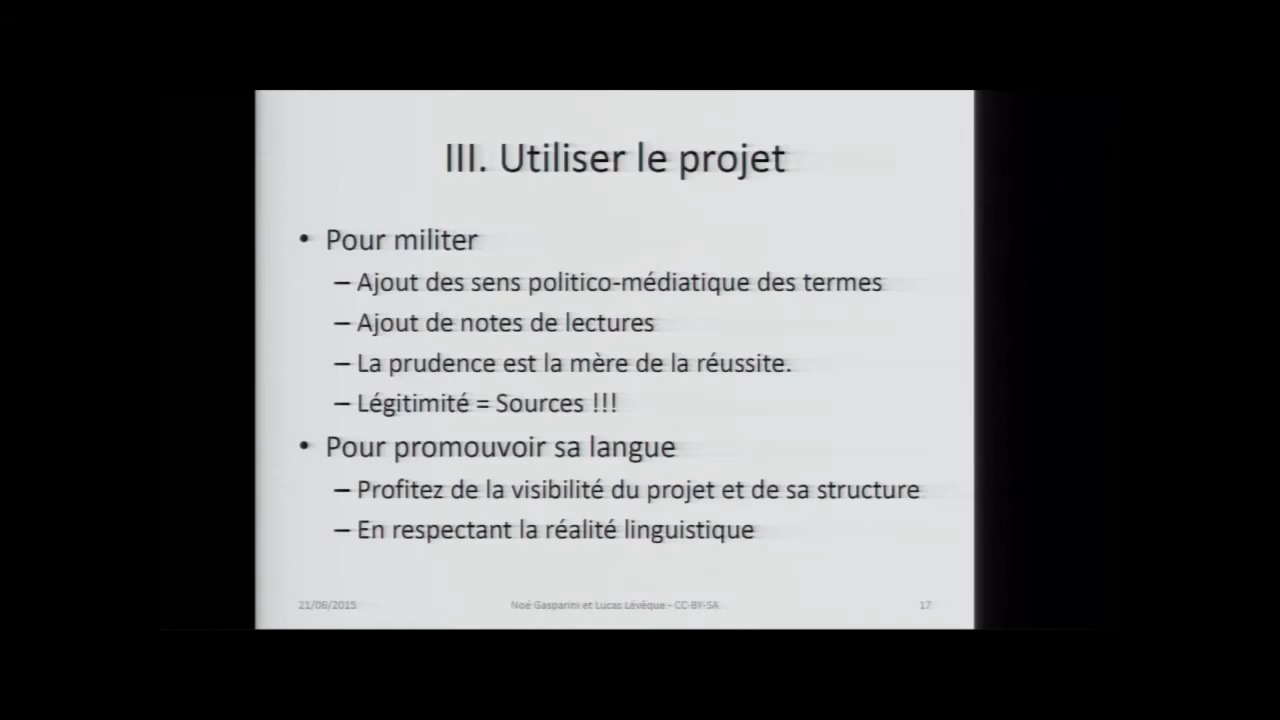 III. Utiliser le projet
• Pour militer
– Ajout des sens politico-médiatique des termes
– Ajout de notes de lectures
– La prudence est la mère de la réussite.
– Légitimité = Sources !!!
• Pour promouvoir sa langue
– Profitez de la visibilité du projet et de sa structure
– En respectant la réalité linguistique
21/06/2015 Noé Gasparini et Lucas Lévêque - CC-BY-SA 17